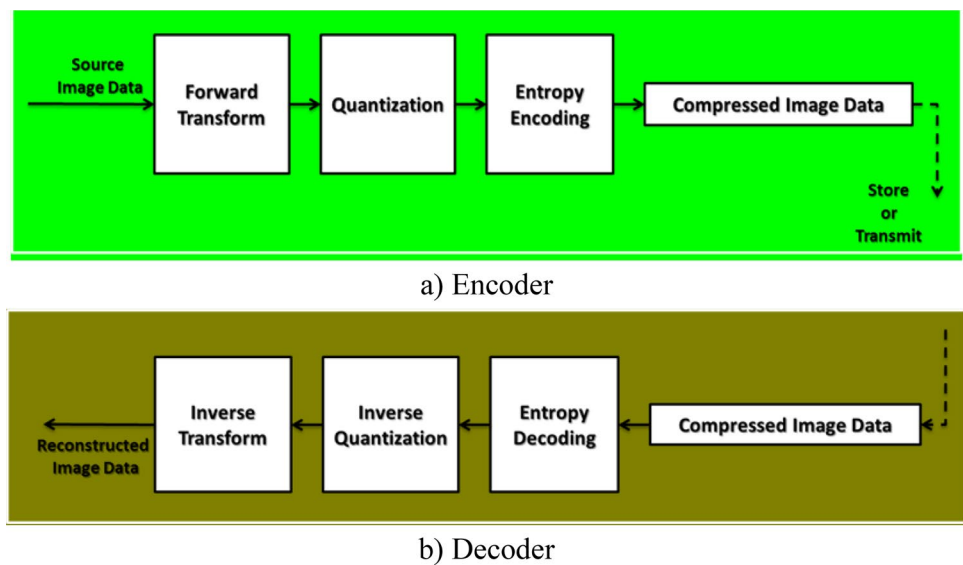 Source
Image Data
Forward
Transform
Quantization
Entropy
Encoding
Compressed Image Data
Store
or
Transmit
a) Encoder
Reconstructed
Image Data
Inverse
Transform
Inverse
Quantization
Entropy
Decoding
Compressed Image Data
b) Decoder